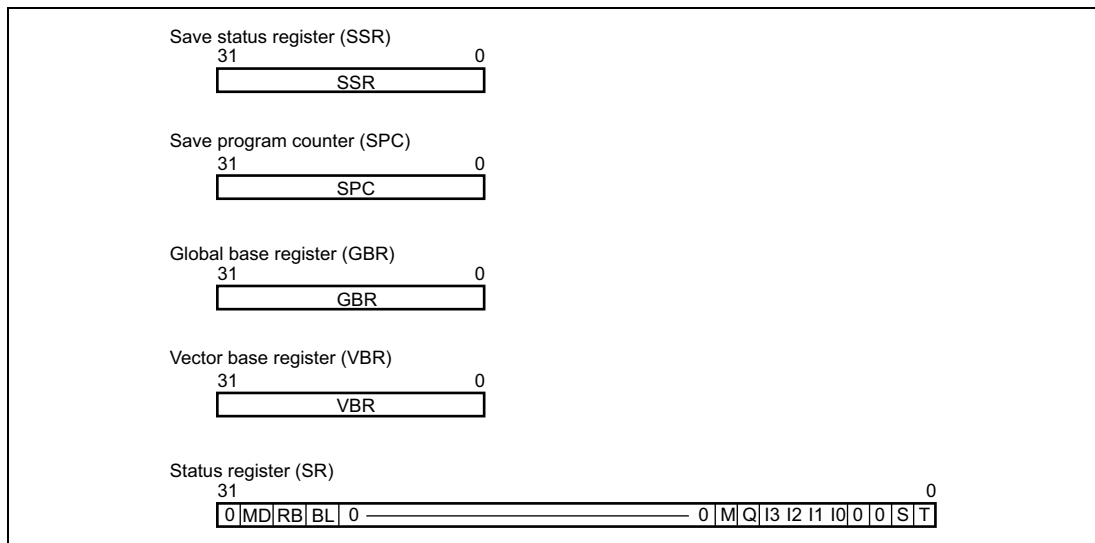 Save status register (SSR)
31 0
SSR
Save program counter (SPC)
31 0
SPC
Global base register (GBR)
31 0
GBR
Vector base register (VBR)
31 0
VBR
Status register (SR)
31 0
0 MD RB BL 0 0 M Q I3 I2 I1 I0 0 0 S T